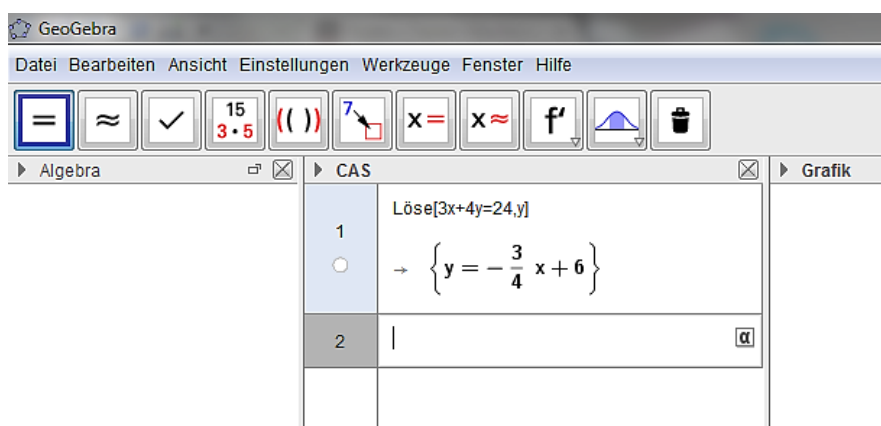 GeoGebra
Datei Bearbeiten Ansicht Einstellungen Werkzeuge Fenster Hilfe
= ≈ ✓ 15 3·5 (( )) 7 x= x≈ f′
Algebra CAS Grafik
1 Löse[3x+4y=24,y]
→ {y = −3/4 x + 6}
2 α